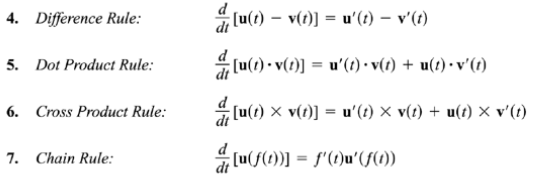 4. Difference Rule: d/dt [u(t) − v(t)] = u′(t) − v′(t)
5. Dot Product Rule: d/dt [u(t) · v(t)] = u′(t) · v(t) + u(t) · v′(t)
6. Cross Product Rule: d/dt [u(t) × v(t)] = u′(t) × v(t) + u(t) × v′(t)
7. Chain Rule: d/dt [u(f(t))] = f′(t)u′(f(t))